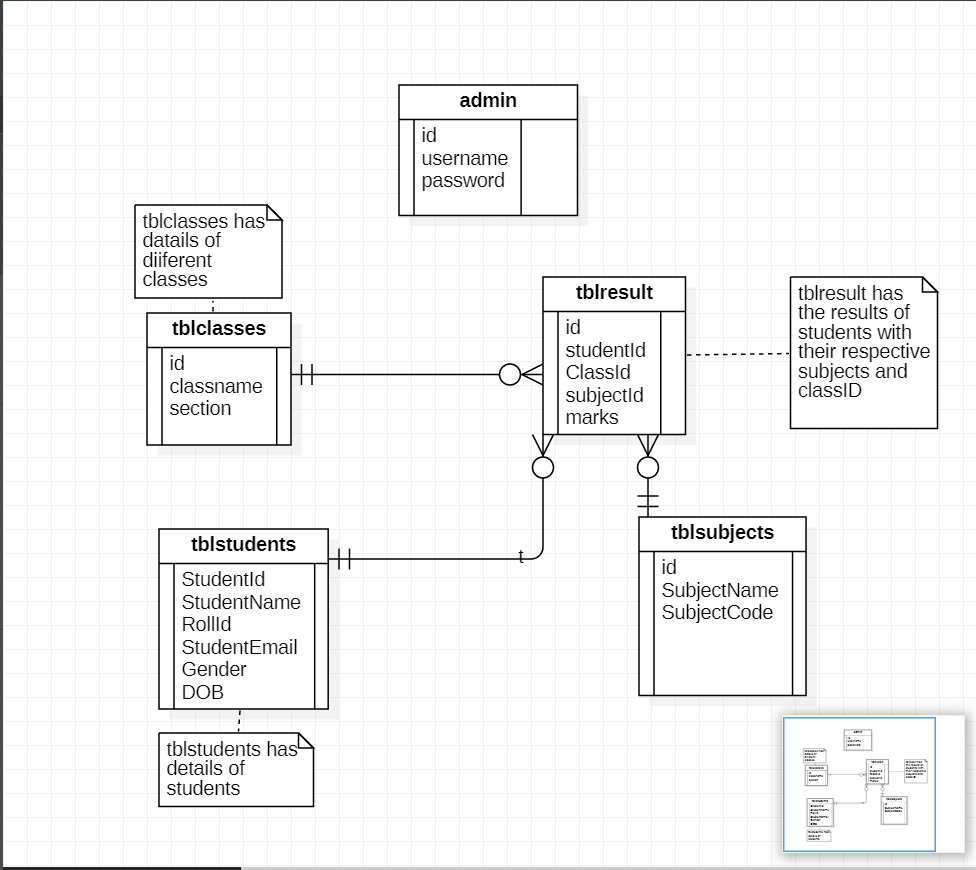 admin
id
username
password
tblclasses has
datails of
diiferent
classes
tblclasses
id
classname
section
tblresult
id
studentId
ClassId
subjectId
marks
tblresult has
the results of
students with
their respective
subjects and
classID
tblstudents
StudentId
StudentName
RollId
StudentEmail
Gender
DOB
t
tblsubjects
id
SubjectName
SubjectCode
tblstudents has
details of
students